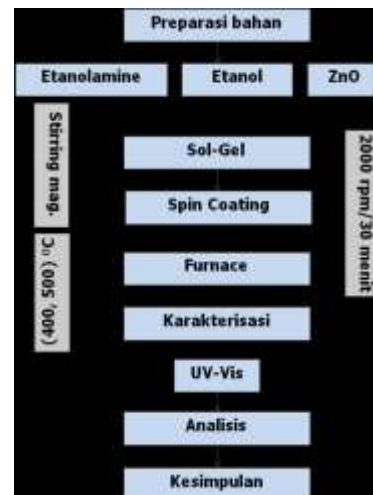 Preparasi bahan
Etanolamine
Etanol
ZnO
Stirring mag.
2000 rpm/30 menit
Sol-Gel
Spin Coating
(400, 500) °C
Furnace
Karakterisasi
UV-Vis
Analisis
Kesimpulan